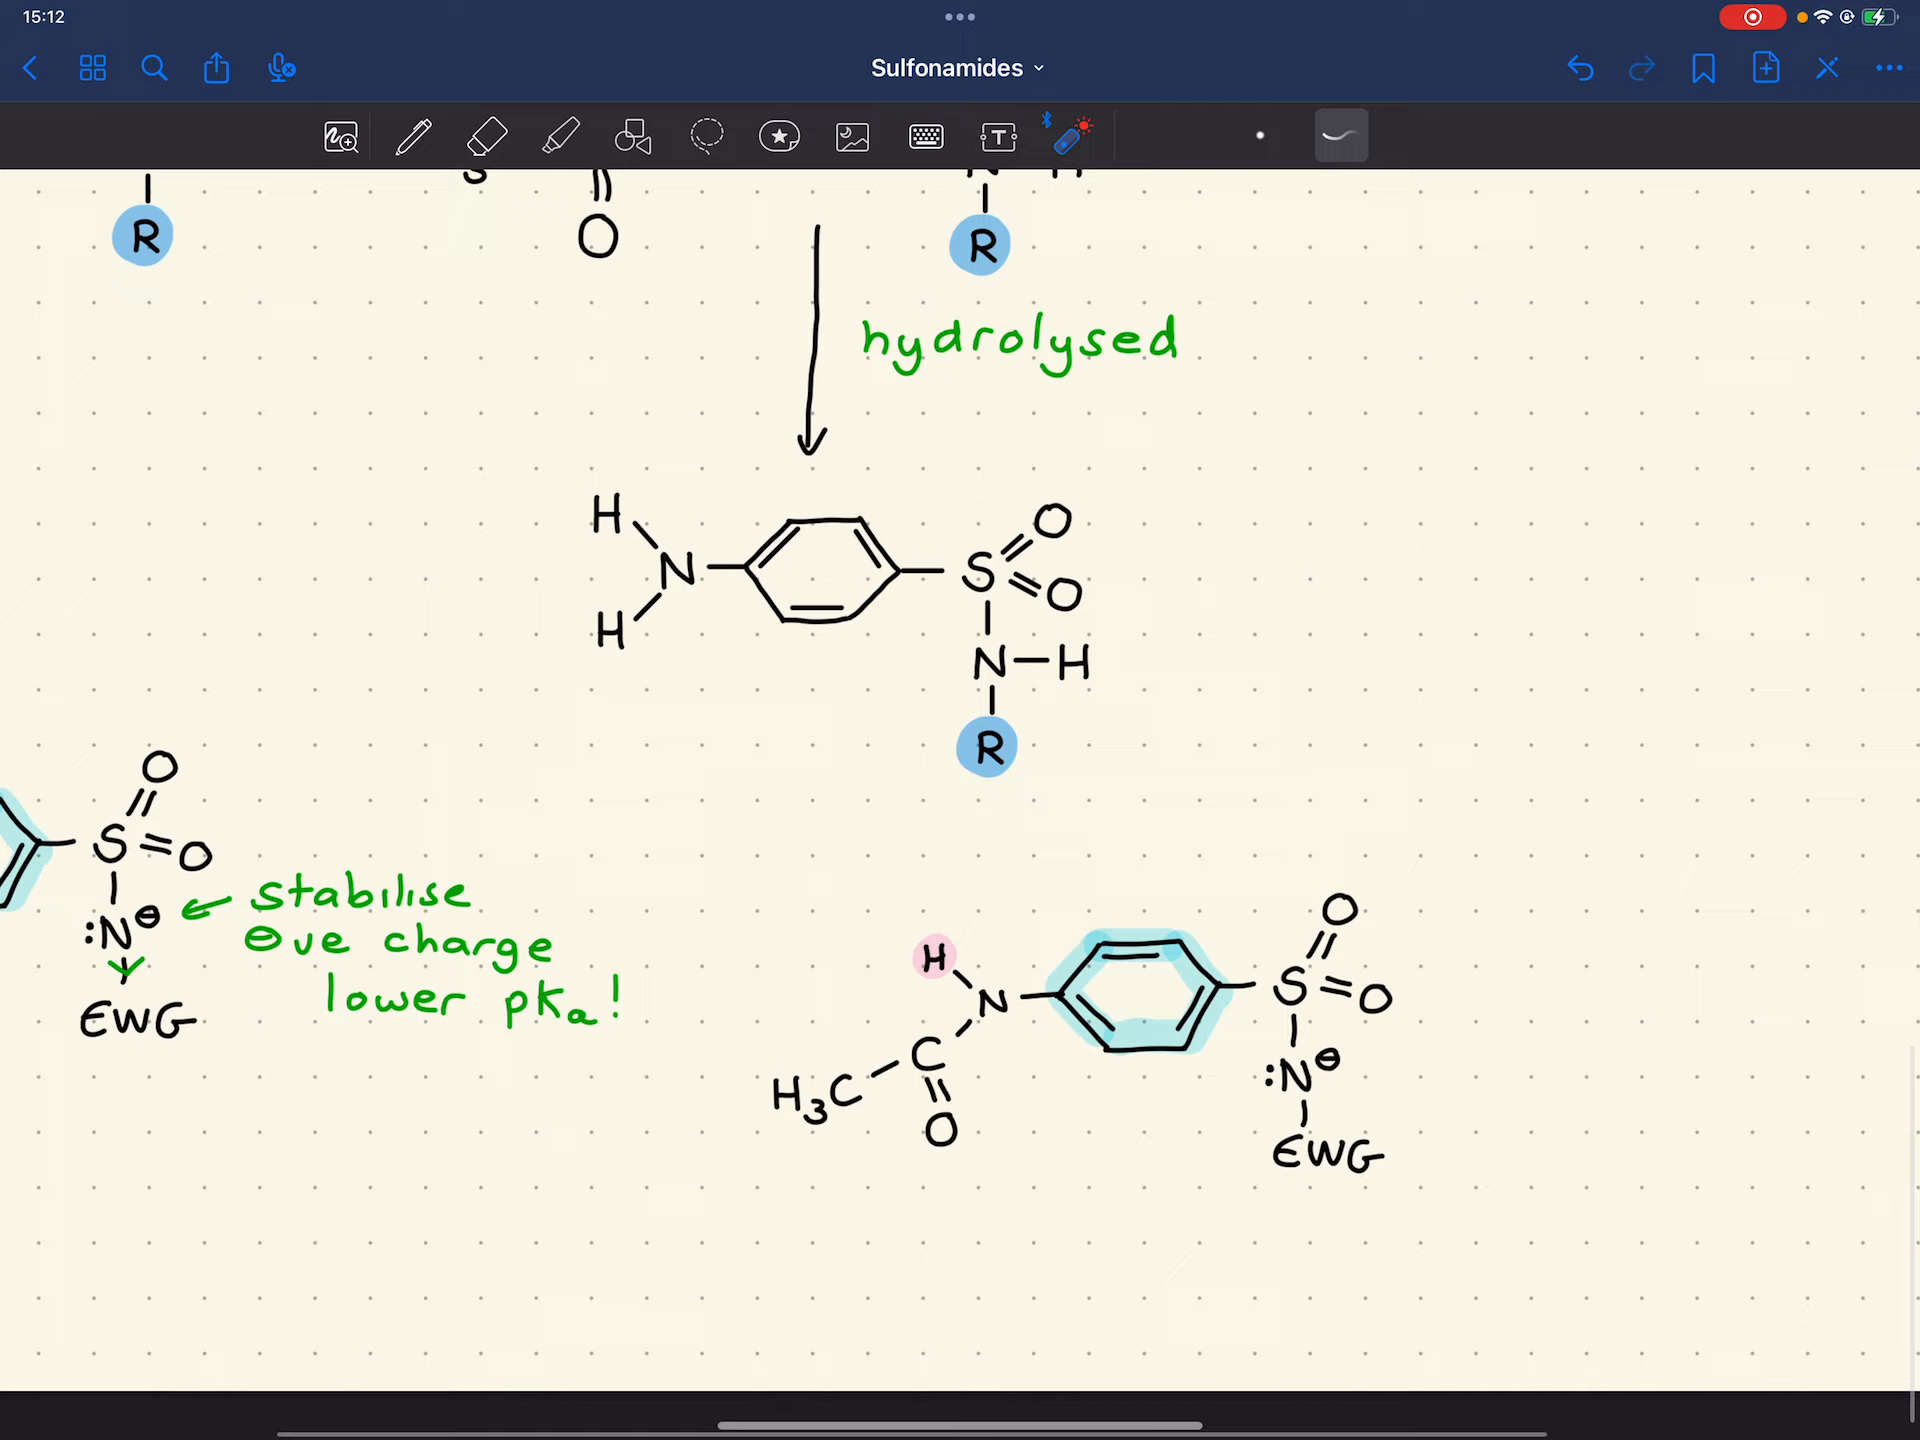 15:12
Sulfonamides
T
R
O
R
hydrolysed
H
O
N
S
O
H
N H
R
O
S O
:N⊖
EWG
stabilise
⊖ve charge
lower pKa!
O
H
N
S O
C
H3C
O
:N⊖
EWG